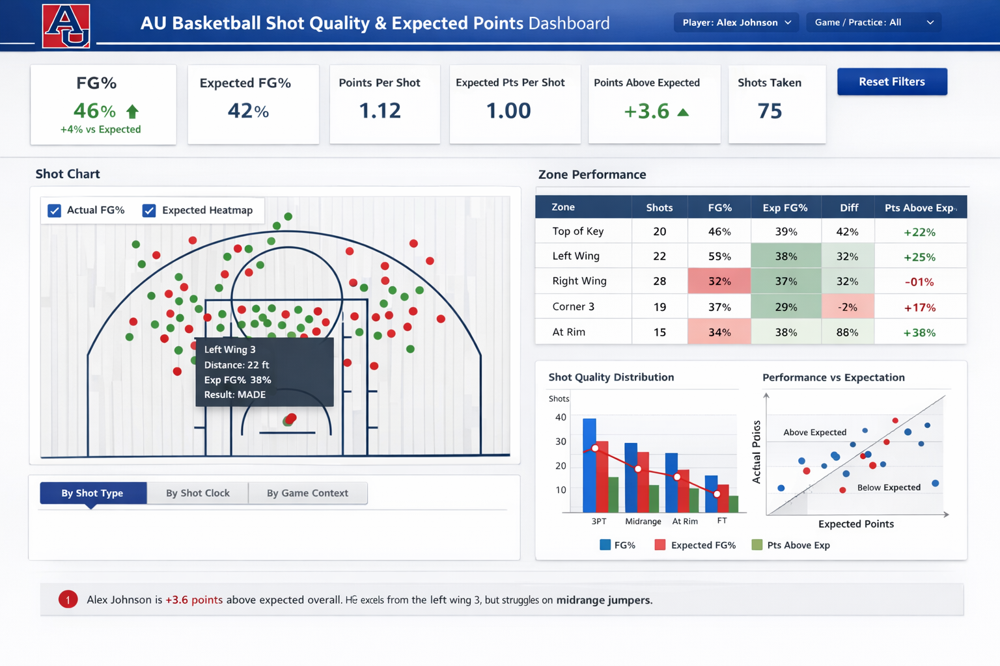 AU
AU Basketball Shot Quality & Expected Points Dashboard
Player: Alex Johnson
Game / Practice: All
FG%
46%
+4% vs Expected
Expected FG%
42%
Points Per Shot
1.12
Expected Pts Per Shot
1.00
Points Above Expected
+3.6
Shots Taken
75
Reset Filters
Shot Chart
Actual FG%
Expected Heatmap
Left Wing 3
Distance: 22 ft
Exp FG% 38%
Result: MADE
By Shot Type
By Shot Clock
By Game Context
Zone Performance
Zone Shots FG% Exp FG% Diff Pts Above Exp
Top of Key 20 46% 39% 42% +22%
Left Wing 22 55% 38% 32% +25%
Right Wing 28 32% 37% 32% -01%
Corner 3 19 37% 29% -2% +17%
At Rim 15 34% 38% 88% +38%
Shot Quality Distribution
Shots
40
30
20
10
3PT Midrange At Rim FT
Performance vs Expectation
Above Expected
Below Expected
Actual
Expected Points
FG% Expected FG% Pts Above Exp
1 Alex Johnson is +3.6 points above expected overall. excels from the left wing 3, but struggles on midrange jumpers.